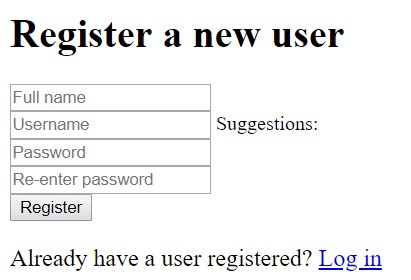 Register a new user
Full name
Username Suggestions:
Password
Re-enter password
Register
Already have a user registered? Log in